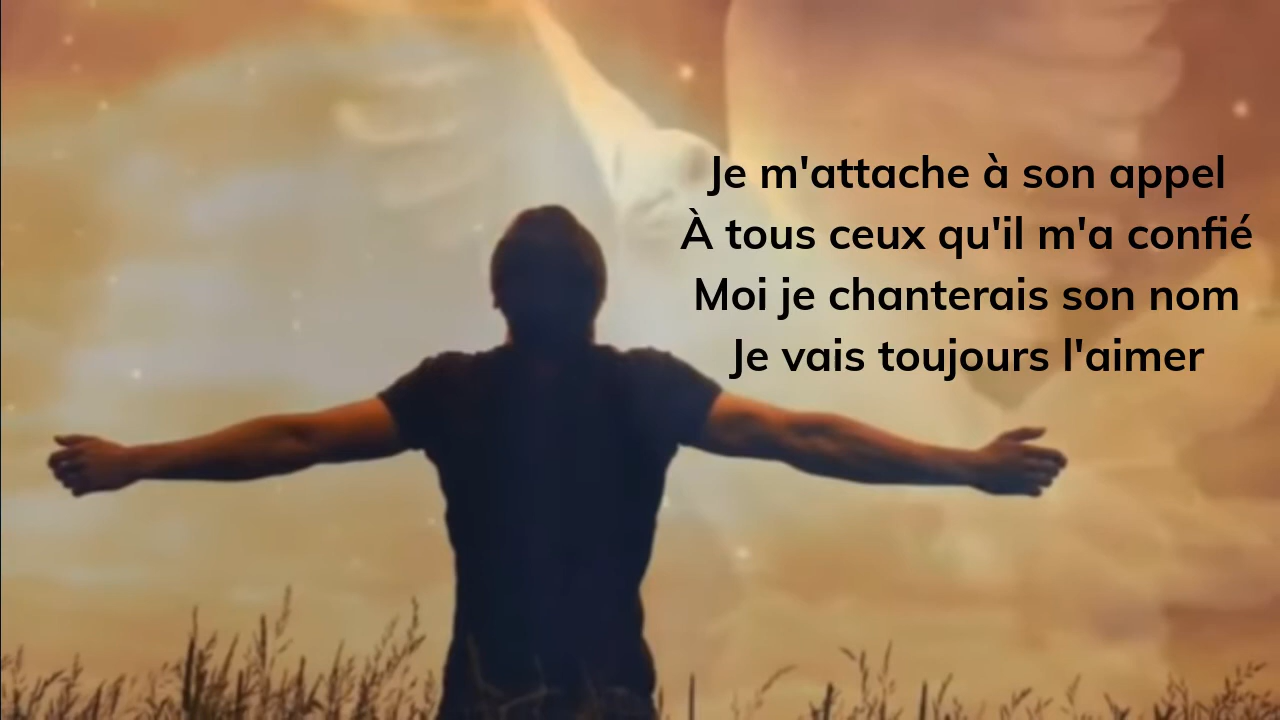 Je m'attache à son appel
À tous ceux qu'il m'a confié
Moi je chanterais son nom
Je vais toujours l'aimer